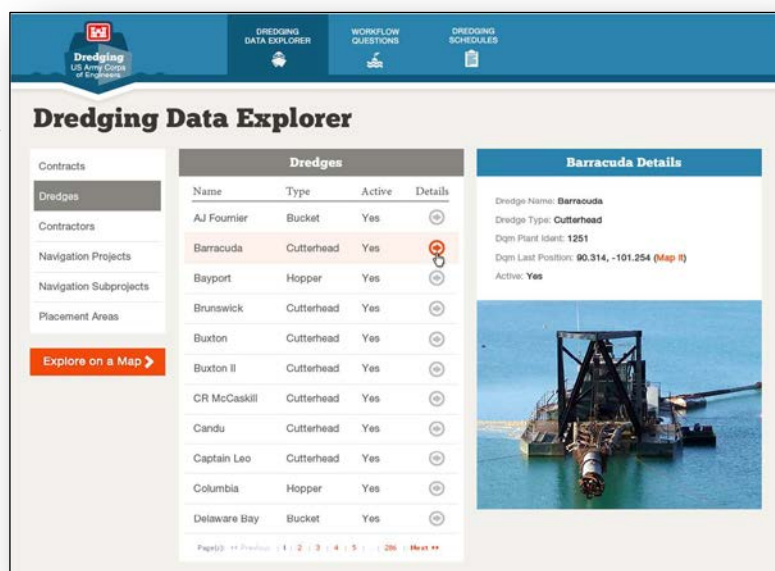 Dredging
US Army Corps
of Engineers
DREDGING
DATA EXPLORER
WORKFLOW
QUESTIONS
DREDGING
SCHEDULES
Dredging Data Explorer
Contracts
Dredges
Contractors
Navigation Projects
Navigation Subprojects
Placement Areas
Explore on a Map
Dredges
Name Type Active Details
AJ Fournier Bucket Yes
Barracuda Cutterhead Yes
Bayport Hopper Yes
Brunswick Cutterhead Yes
Buxton Cutterhead Yes
Buxton II Cutterhead Yes
CR McCaskill Cutterhead Yes
Candu Cutterhead Yes
Captain Leo Cutterhead Yes
Columbia Hopper Yes
Delaware Bay Bucket Yes
Page(s): << Previous | 1 | 2 | 3 | 4 | 5 ... | 286 | Next >>
Barracuda Details
Dredge Name: Barracuda
Dredge Type: Cutterhead
Dqm Plant Ident: 1251
Dqm Last Position: 90.314, -101.254 (Map It)
Active: Yes